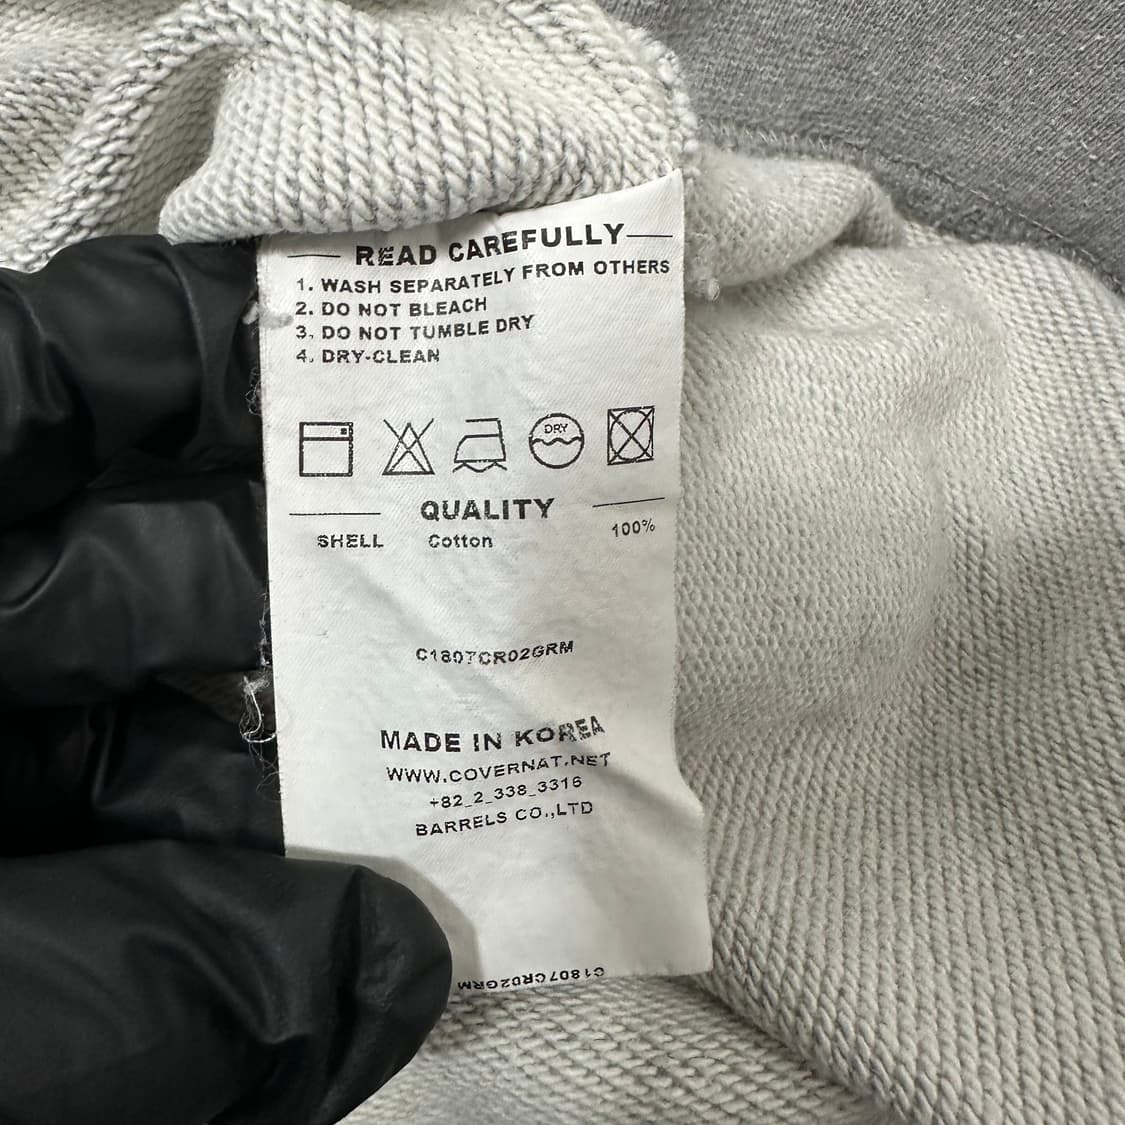 READ CAREFULLY
1. WASH SEPARATELY FROM OTHERS
2. DO NOT BLEACH
3. DO NOT TUMBLE DRY
4. DRY-CLEAN
DRY
QUALITY
SHELL Cotton 100%
C1807CR02GRM
MADE IN KOREA
WWW.COVERNAT.NET
+82_2_338_3316
BARRELS CO.,LTD
C1807CR02GRM